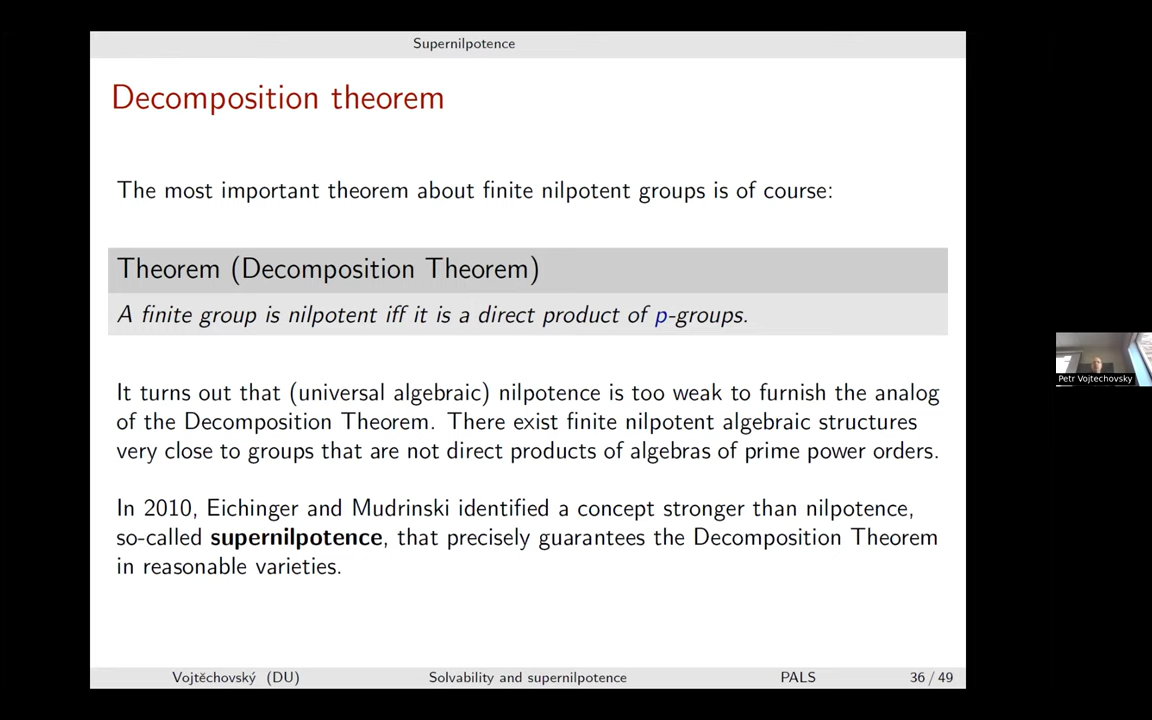 Supernilpotence
Decomposition theorem
The most important theorem about finite nilpotent groups is of course:
Theorem (Decomposition Theorem)
A finite group is nilpotent iff it is a direct product of p-groups.
It turns out that (universal algebraic) nilpotence is too weak to furnish the analog
of the Decomposition Theorem. There exist finite nilpotent algebraic structures
very close to groups that are not direct products of algebras of prime power orders.
In 2010, Eichinger and Mudrinski identified a concept stronger than nilpotence,
so-called supernilpotence, that precisely guarantees the Decomposition Theorem
in reasonable varieties.
Vojtěchovský (DU) Solvability and supernilpotence PALS 36 / 49
Petr Vojtechovsky